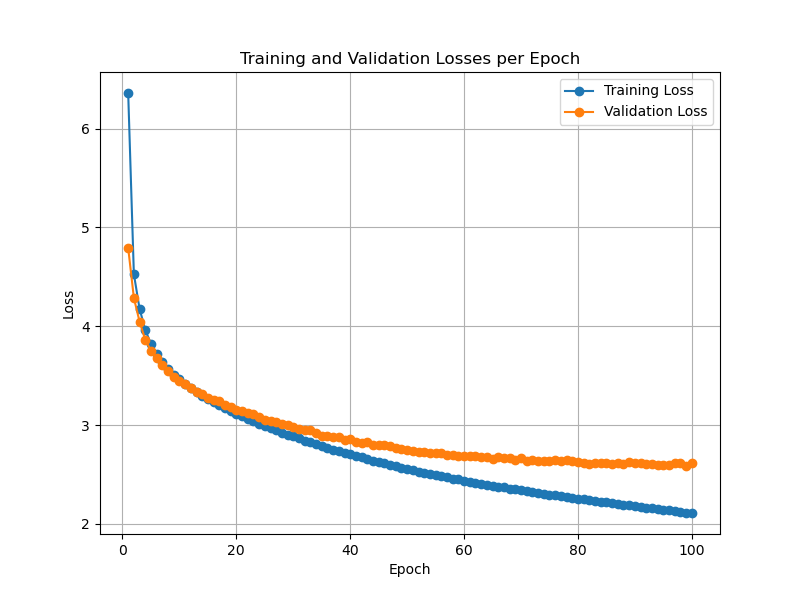 Training and Validation Losses per Epoch
Training Loss
Validation Loss
6
5
4
3
2
Loss
0 20 40 60 80 100
Epoch